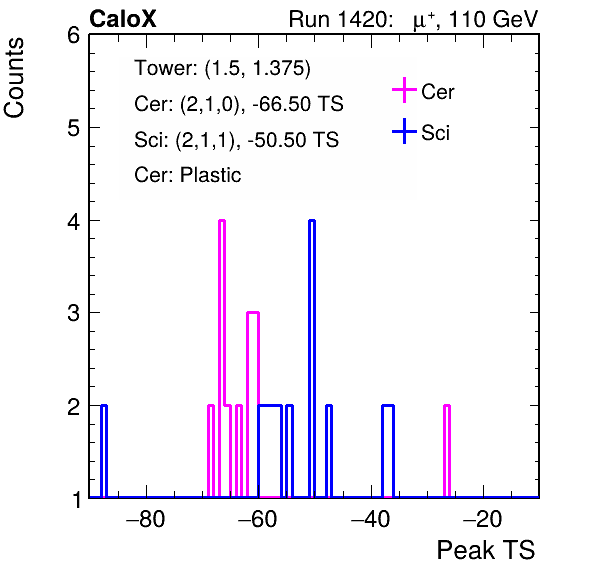 CaloX Run 1420: μ⁺, 110 GeV
Counts
Tower: (1.5, 1.375)
Cer: (2,1,0), -66.50 TS
Sci: (2,1,1), -50.50 TS
Cer: Plastic
Cer
Sci
6
5
4
3
2
1
−80 −60 −40 −20
Peak TS